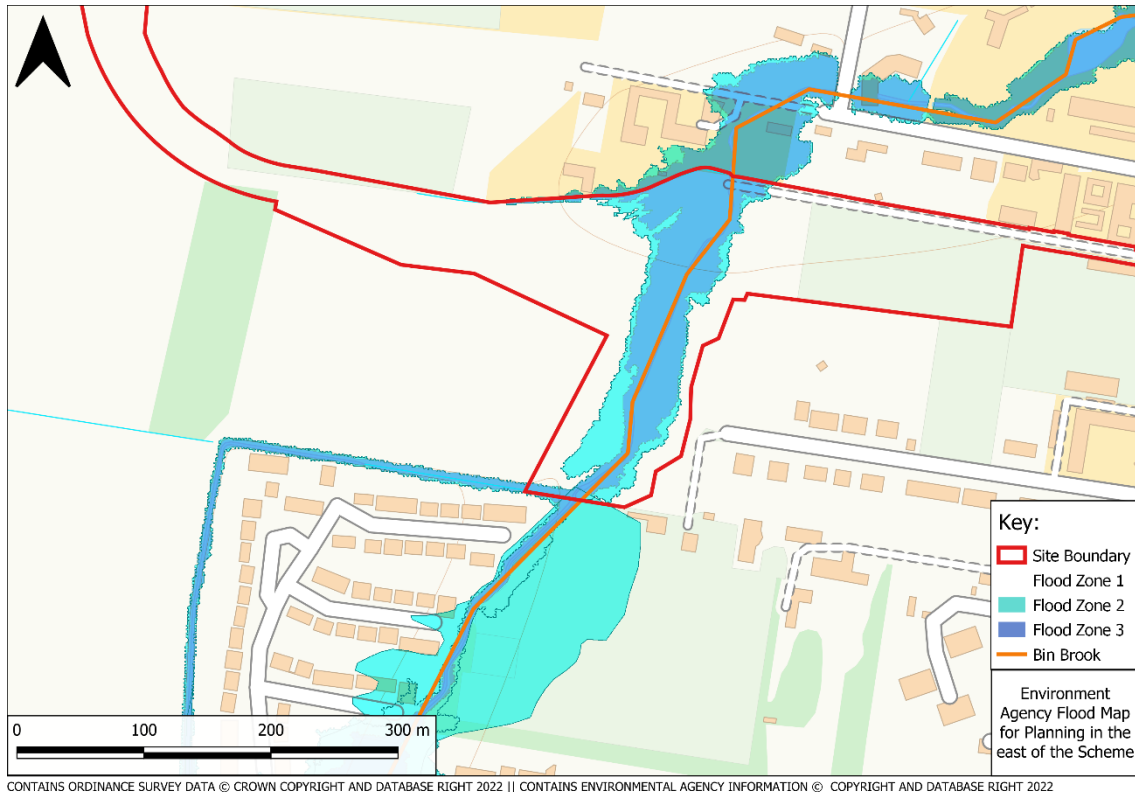 Key:
Site Boundary
Flood Zone 1
Flood Zone 2
Flood Zone 3
Bin Brook
Environment
Agency Flood Map
for Planning in the
east of the Scheme
0 100 200 300 m
CONTAINS ORDINANCE SURVEY DATA © CROWN COPYRIGHT AND DATABASE RIGHT 2022 || CONTAINS ENVIRONMENTAL AGENCY INFORMATION © COPYRIGHT AND DATABASE RIGHT 2022